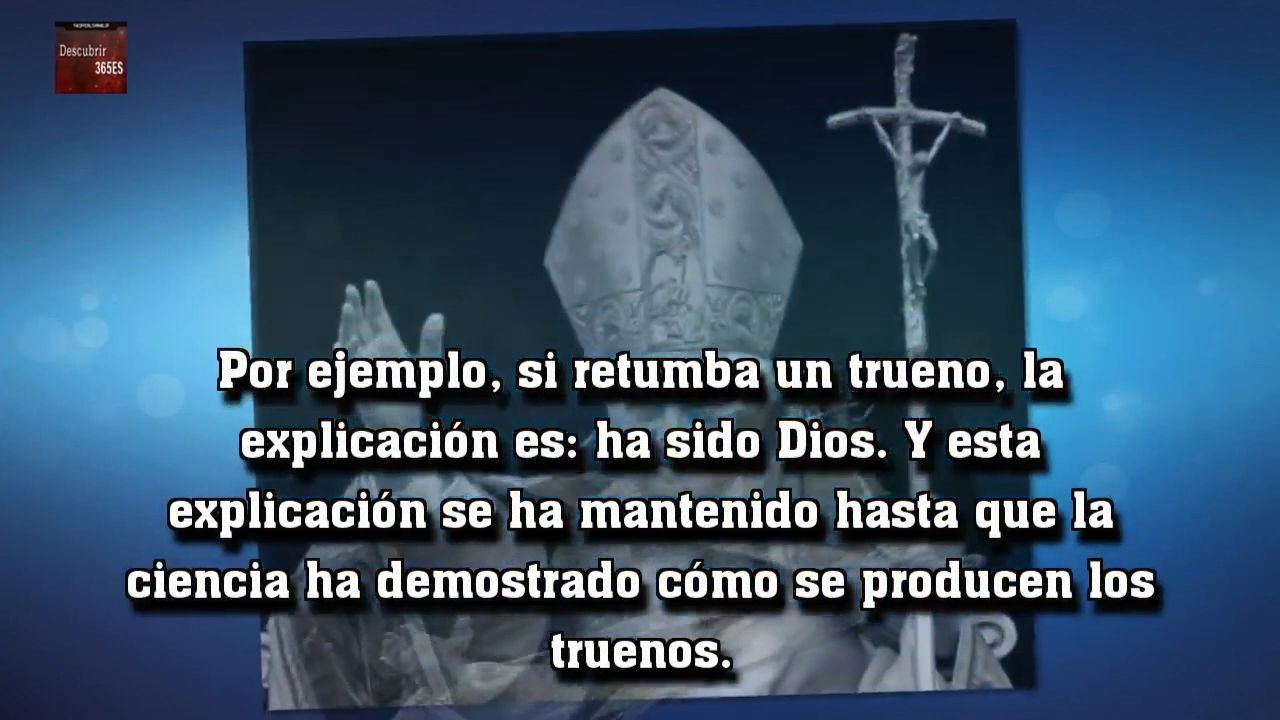 Descubrir
365ES
Por ejemplo, si retumba un trueno, la
explicación es: ha sido Dios. Y esta
explicación se ha mantenido hasta que la
ciencia ha demostrado cómo se producen los
truenos.